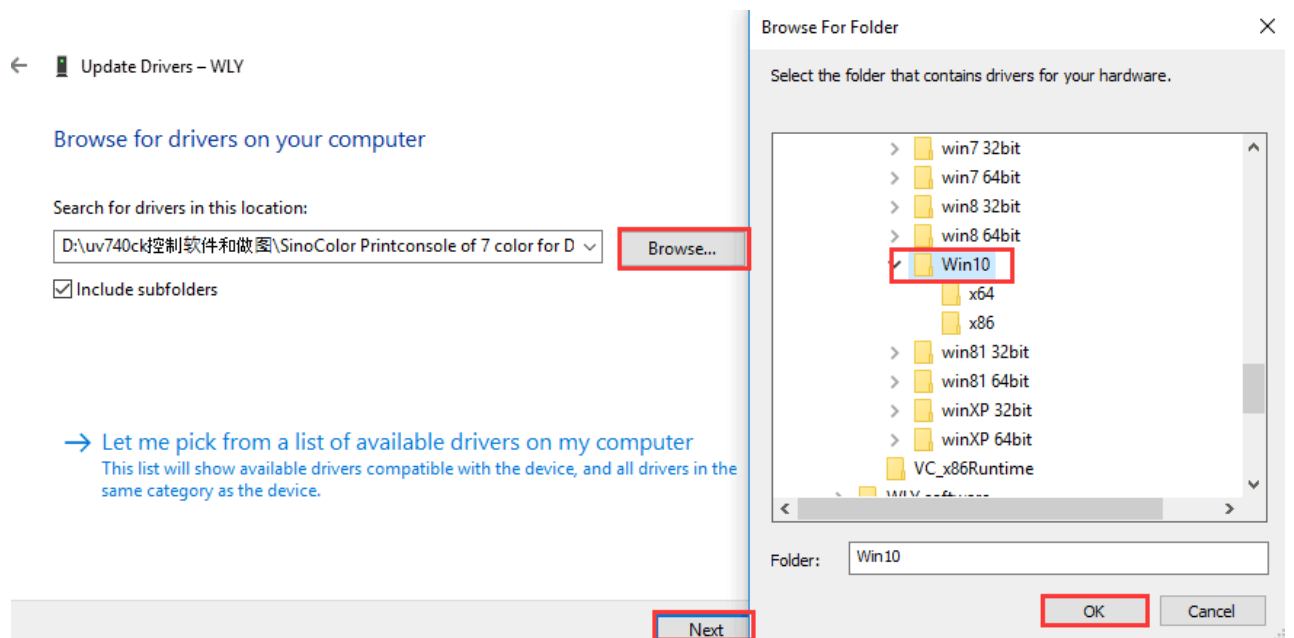 Update Drivers – WLY
Browse for drivers on your computer
Search for drivers in this location:
D:\uv740ck控制软件和做图\SinoColor Printconsole of 7 color for D
Browse...
Include subfolders
Let me pick from a list of available drivers on my computer
This list will show available drivers compatible with the device, and all drivers in the
same category as the device.
Next
Browse For Folder
Select the folder that contains drivers for your hardware.
win7 32bit
win7 64bit
win8 32bit
win8 64bit
Win10
x64
x86
win81 32bit
win81 64bit
winXP 32bit
winXP 64bit
VC_x86Runtime
WLY software
Folder:
Win10
OK
Cancel